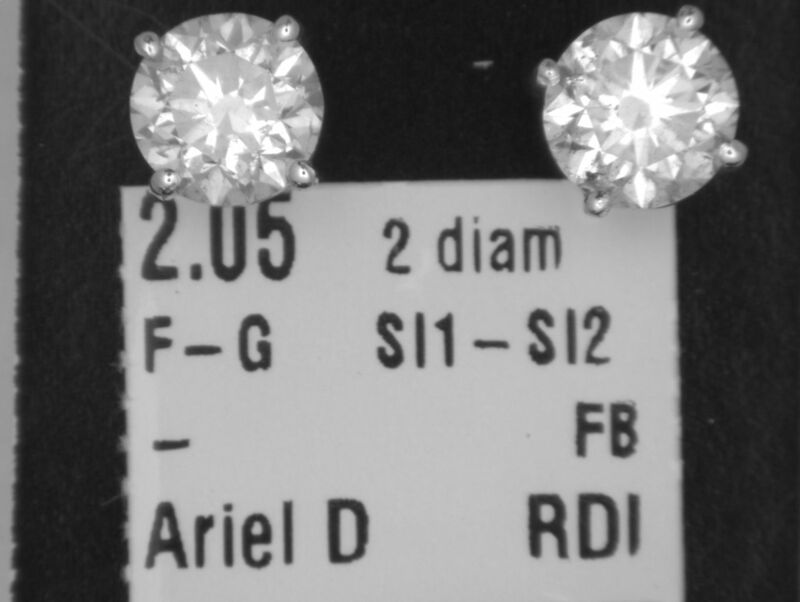 2.05 2 diam
F-G SI1-SI2
- FB
Ariel D RDI